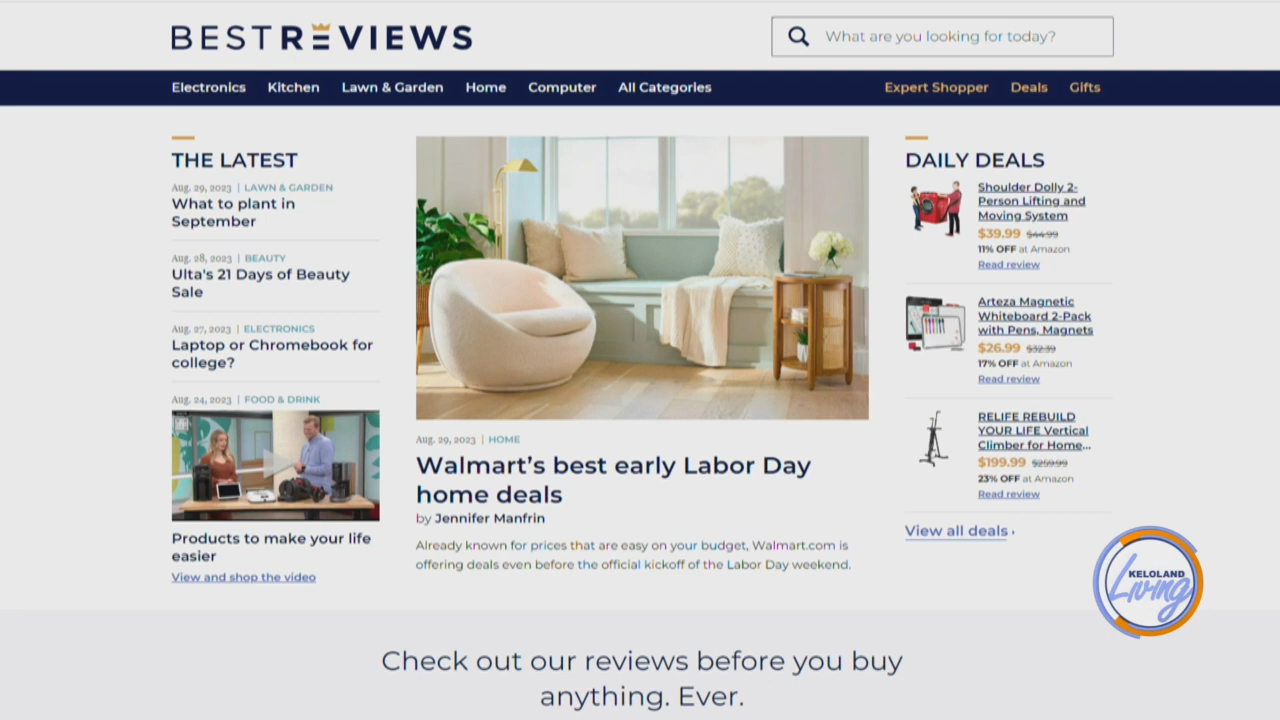 BESTREVIEWS
What are you looking for today?
Electronics Kitchen Lawn & Garden Home Computer All Categories Expert Shopper Deals Gifts
THE LATEST
Aug. 29, 2023 | LAWN & GARDEN
What to plant in
September
Aug. 28, 2023 | BEAUTY
Ulta's 21 Days of Beauty
Sale
Aug. 27, 2023 | ELECTRONICS
Laptop or Chromebook for
college?
Aug. 24, 2023 | FOOD & DRINK
Products to make your life
easier
View and shop the video
Aug. 29, 2023 | HOME
Walmart’s best early Labor Day
home deals
by Jennifer Manfrin
Already known for prices that are easy on your budget, Walmart.com is
offering deals even before the official kickoff of the Labor Day weekend.
DAILY DEALS
Shoulder Dolly 2-
Person Lifting and
Moving System
$39.99 $44.99
11% OFF at Amazon
Read review
Arteza Magnetic
Whiteboard 2-Pack
with Pens, Magnets
$26.99 $32.39
17% OFF at Amazon
Read review
RELIFE REBUILD
YOUR LIFE Vertical
Climber for Home...
$199.99 $259.99
23% OFF at Amazon
Read review
View all deals ›
KELOLAND
Living
Check out our reviews before you buy
anything. Ever.